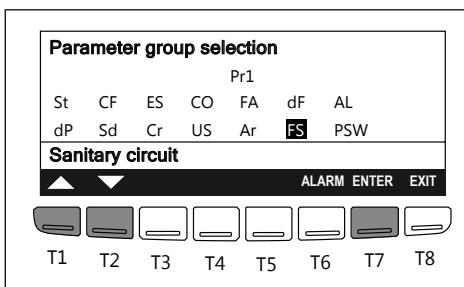 Parameter group selection
Pr1
St CF ES CO FA dF AL
dP Sd Cr US Ar FS PSW
Sanitary circuit
ALARM ENTER EXIT
T1 T2 T3 T4 T5 T6 T7 T8